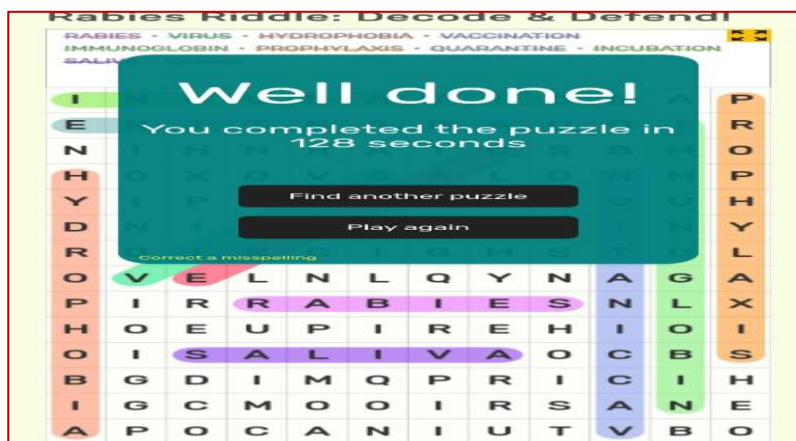 Rabies Riddle: Decode & Defend!
RABIES · VIRUS · HYDROPHOBIA · VACCINATION
IMMUNOGLOBIN · PROPHYLAXIS · QUARANTINE · INCUBATION
SALIV
Well done!
You completed the puzzle in
128 seconds
Find another puzzle
Play again
Correct a misspelling
I P
E R
N O
H P
Y H
D Y
R L
O V E L N L Q Y N A G A
P I R R A B I E S N L X
H O E U P I R E H I O I
O I S A L I V A O C B S
B G D I M Q P R I C I H
I G C M O O I R S A N E
A P O C A N I U T V B O